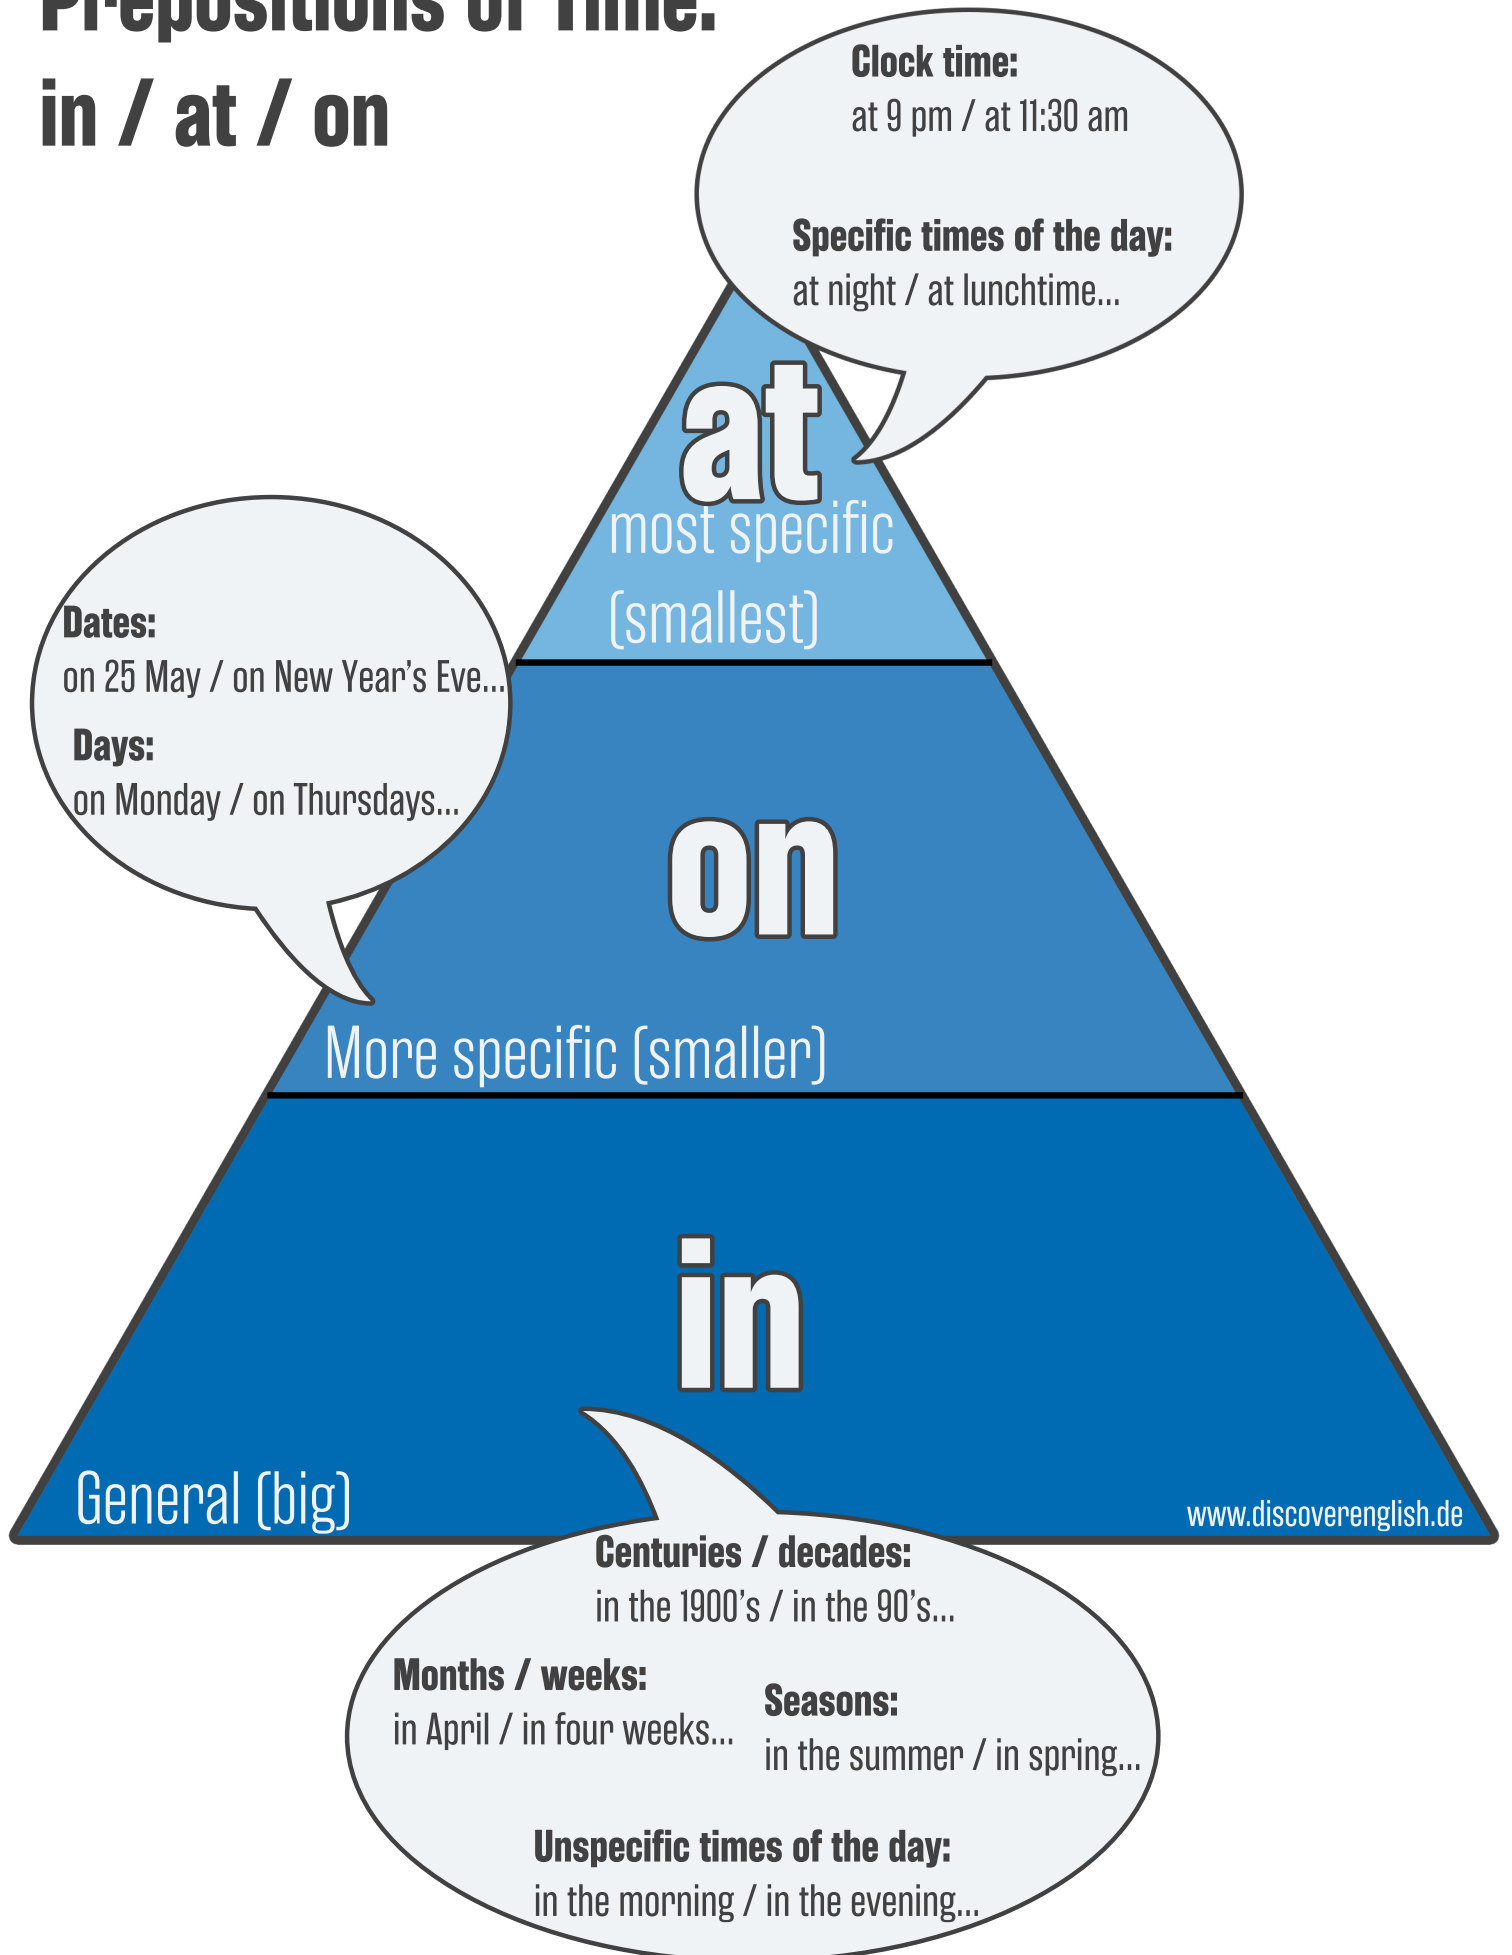 Prepositions of Time:
in / at / on
Clock time:
at 9 pm / at 11:30 am
Specific times of the day:
at night / at lunchtime...
at
most specific
(smallest)
Dates:
on 25 May / on New Year’s Eve...
Days:
on Monday / on Thursdays...
on
More specific (smaller)
in
General (big)
www.discoverenglish.de
Centuries / decades:
in the 1900’s / in the 90’s...
Months / weeks:
in April / in four weeks...
Seasons:
in the summer / in spring...
Unspecific times of the day:
in the morning / in the evening...